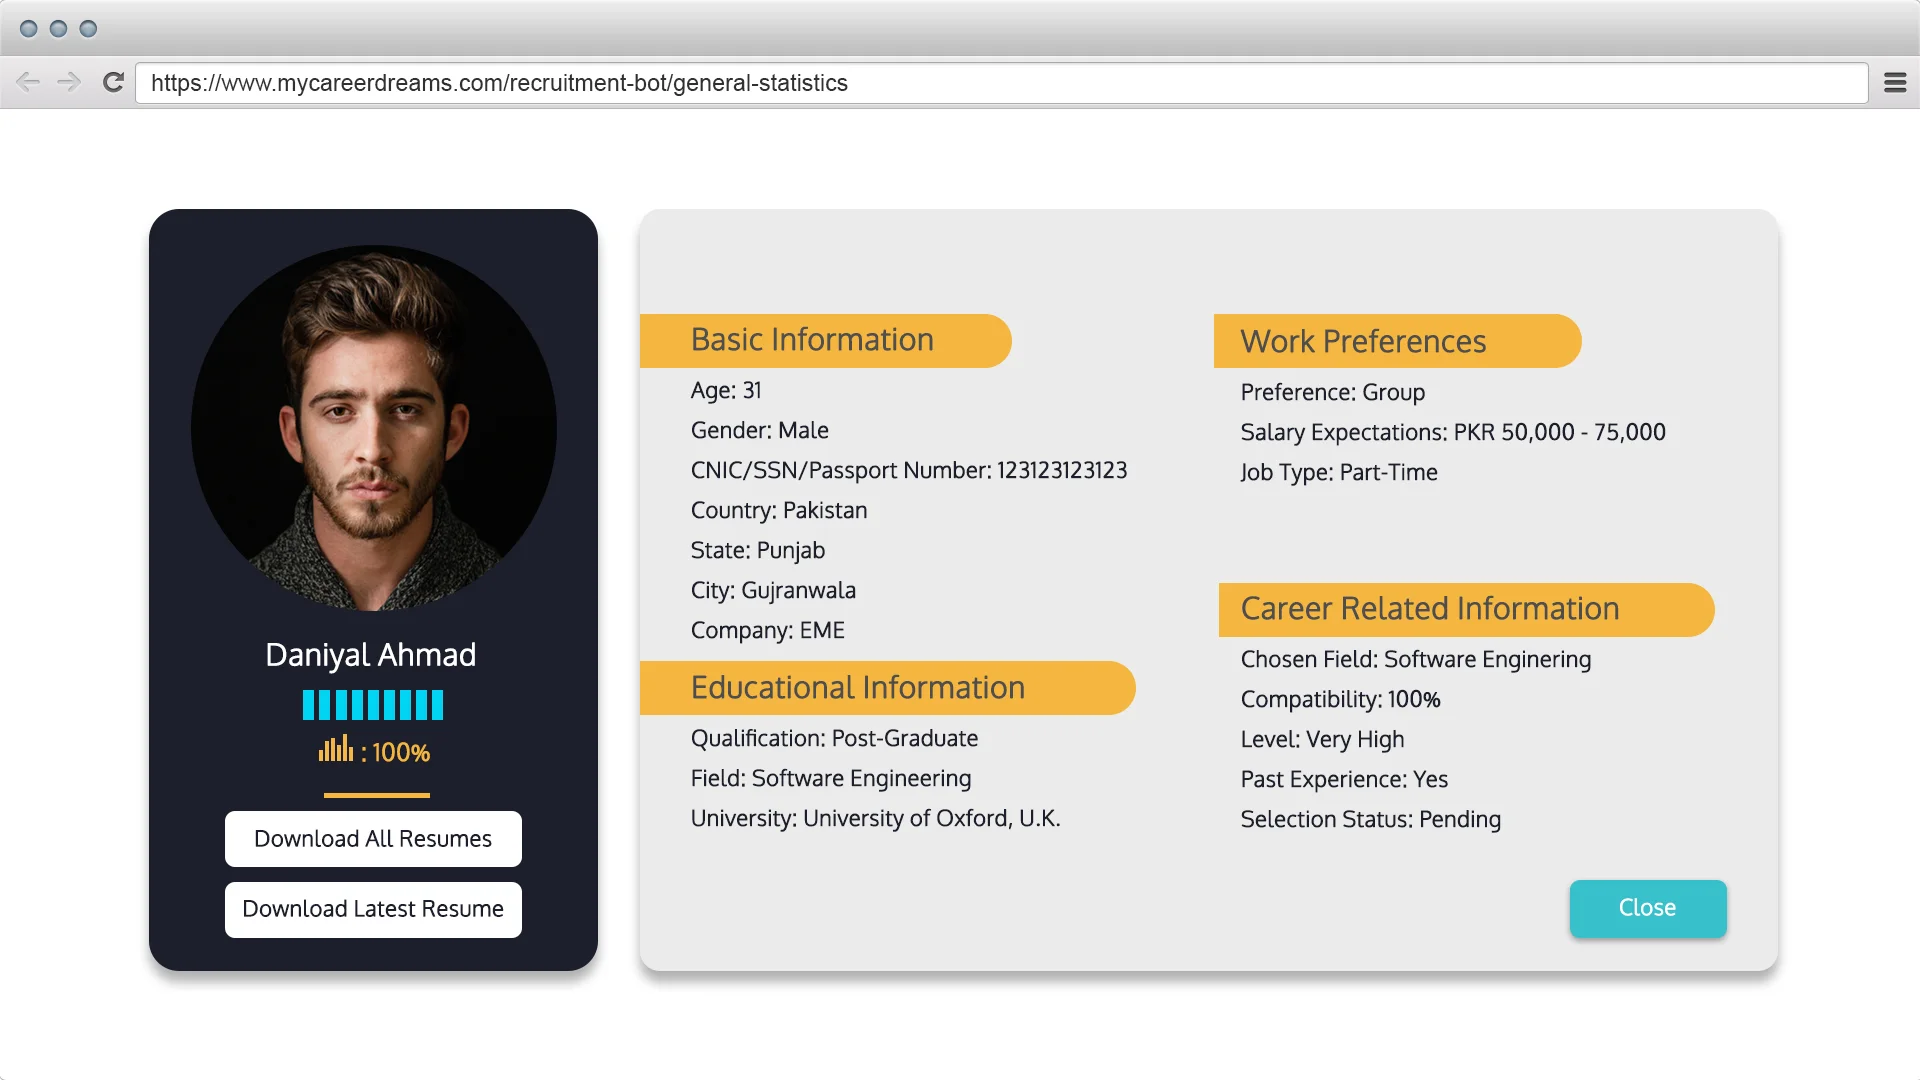 https://www.mycareerdreams.com/recruitment-bot/general-statistics
Daniyal Ahmad
: 100%
Download All Resumes
Download Latest Resume
Basic Information
Age: 31
Gender: Male
CNIC/SSN/Passport Number: 123123123123
Country: Pakistan
State: Punjab
City: Gujranwala
Company: EME
Educational Information
Qualification: Post-Graduate
Field: Software Engineering
University: University of Oxford, U.K.
Work Preferences
Preference: Group
Salary Expectations: PKR 50,000 - 75,000
Job Type: Part-Time
Career Related Information
Chosen Field: Software Enginering
Compatibility: 100%
Level: Very High
Past Experience: Yes
Selection Status: Pending
Close